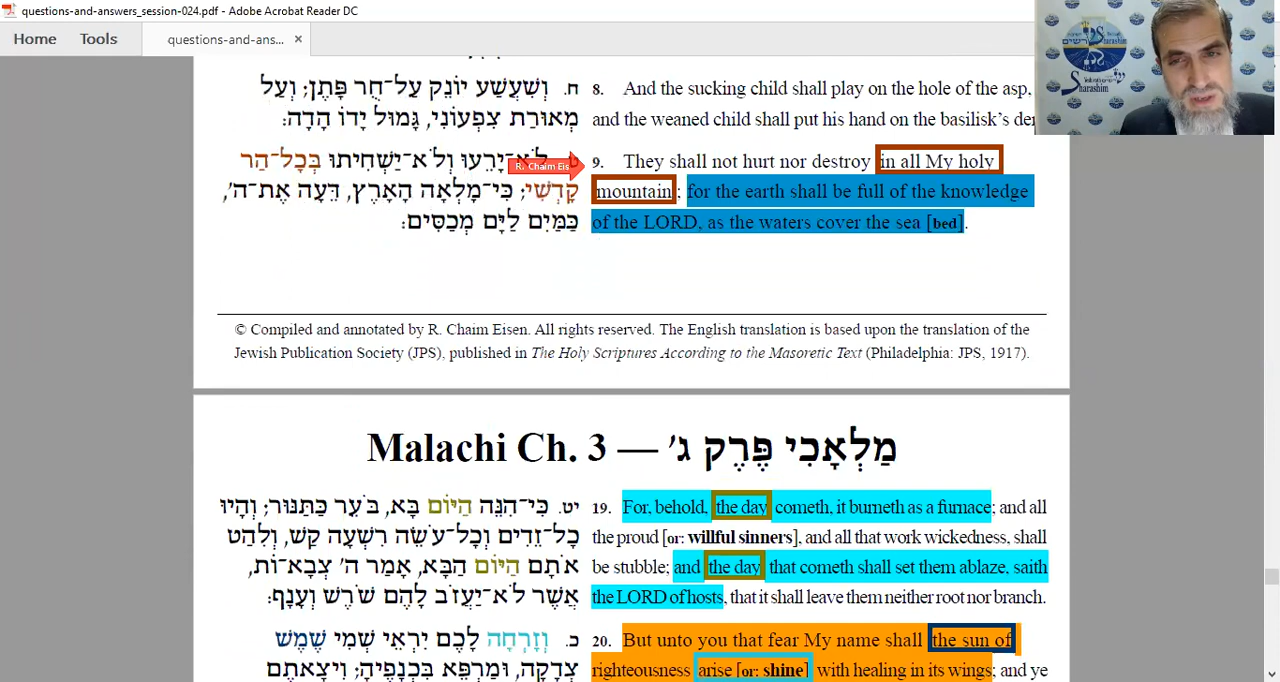 questions-and-answers_session-024.pdf - Adobe Acrobat Reader DC
Home Tools questions-and-ans... ×
ח. וְשִׁעֲשַׁע יוֹנֵק עַל־חֻר פָּתֶן; וְעַל
מְאוּרַת צִפְעוֹנִי, גָּמוּל יָדוֹ הָדָה:
8. And the sucking child shall play on the hole of the asp,
and the weaned child shall put his hand on the basilisk's
לֹא־יָרֵעוּ וְלֹא־יַשְׁחִיתוּ בְּכָל־הַר
קָדְשִׁי; כִּי־מָלְאָה הָאָרֶץ, דֵּעָה אֶת־ה',
כַּמַּיִם לַיָּם מְכַסִּים:
R. Chaim Eis
9. They shall not hurt nor destroy in all My holy
mountain; for the earth shall be full of the knowledge
of the LORD, as the waters cover the sea [bed].
© Compiled and annotated by R. Chaim Eisen. All rights reserved. The English translation is based upon the translation of the
Jewish Publication Society (JPS), published in The Holy Scriptures According to the Masoretic Text (Philadelphia: JPS, 1917).
Malachi Ch. 3 — מַלְאָכִי פֶּרֶק ג'
יט. כִּי־הִנֵּה הַיּוֹם בָּא, בֹּעֵר כַּתַּנּוּר; וְהָיוּ
כָל־זֵדִים וְכָל־עֹשֵׂה רִשְׁעָה קַשׁ, וְלִהַט
אֹתָם הַיּוֹם הַבָּא, אָמַר ה' צְבָא־וֹת,
אֲשֶׁר לֹא־יַעֲזֹב לָהֶם שֹׁרֶשׁ וְעָנָף:
19. For, behold, the day cometh, it burneth as a furnace; and all
the proud [or: willful sinners], and all that work wickedness, shall
be stubble; and the day that cometh shall set them ablaze, saith
the LORD of hosts, that it shall leave them neither root nor branch.
כ. וְזָרְחָה לָכֶם יִרְאֵי שְׁמִי שֶׁמֶשׁ
צְדָקָה, וּמַרְפֵּא בִּכְנָפֶיהָ; וִיצָאתֶם
20. But unto you that fear My name shall the sun of
righteousness arise [or: shine] with healing in its wings; and ye
שרשים
Sharashim